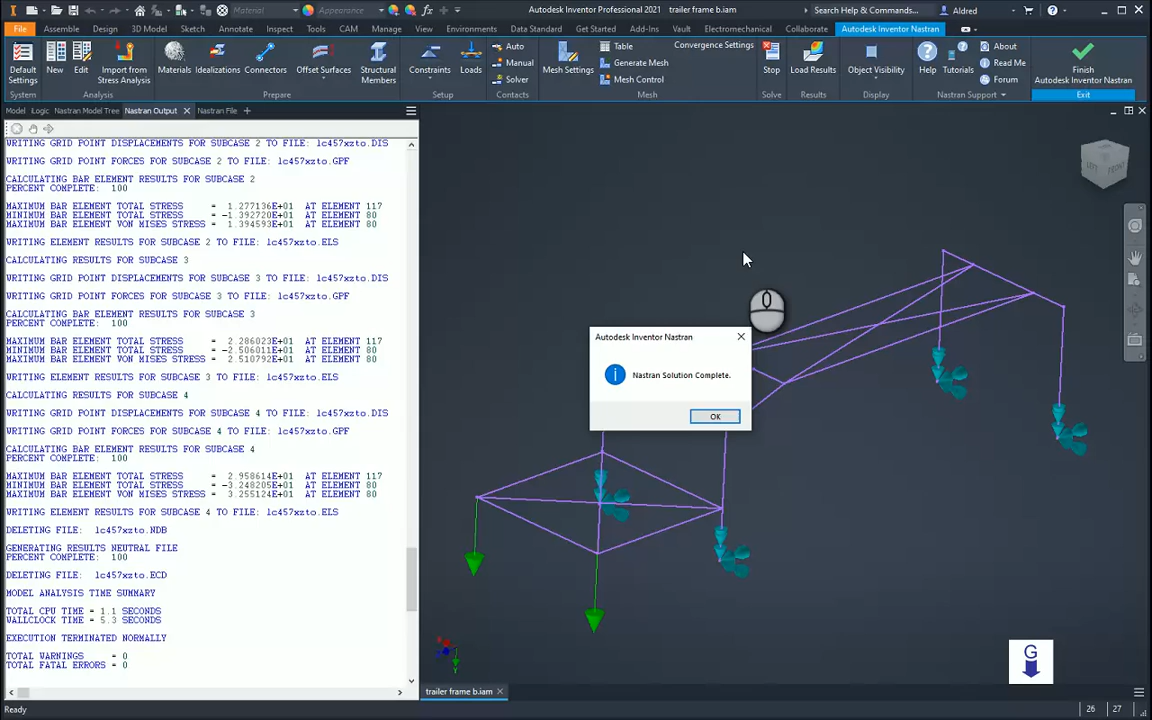 Material
Appearance
Autodesk Inventor Professional 2021
trailer frame b.iam
Search Help & Commands...
Aldred
File
Assemble
Design
3D Model
Sketch
Annotate
Inspect
Tools
CAM
Manage
View
Environments
Data Standard
Get Started
Add-Ins
Vault
Electromechanical
Collaborate
Autodesk Inventor Nastran
Default Settings
New
Edit
Import from Stress Analysis
Materials
Idealizations
Connectors
Offset Surfaces
Structural Members
Constraints
Loads
Auto
Manual
Solver
Mesh Settings
Table
Generate Mesh
Mesh Control
Convergence Settings
Stop
Load Results
Object Visibility
Help
Tutorials
About
Read Me
Forum
Finish Autodesk Inventor Nastran
System
Analysis
Prepare
Setup
Contacts
Mesh
Solve
Results
Display
Nastran Support
Exit
Model
Logic
Nastran Model Tree
Nastran Output
Nastran File
WRITING GRID POINT DISPLACEMENTS FOR SUBCASE 2 TO FILE: lc457xzto.DIS
WRITING GRID POINT FORCES FOR SUBCASE 2 TO FILE: lc457xzto.GPF
CALCULATING BAR ELEMENT RESULTS FOR SUBCASE 2
PERCENT COMPLETE: 100
MAXIMUM BAR ELEMENT TOTAL STRESS = 1.277136E+01 AT ELEMENT 117
MINIMUM BAR ELEMENT TOTAL STRESS = -1.392720E+01 AT ELEMENT 80
MAXIMUM BAR ELEMENT VON MISES STRESS = 1.394593E+01 AT ELEMENT 80
WRITING ELEMENT RESULTS FOR SUBCASE 2 TO FILE: lc457xzto.ELS
CALCULATING RESULTS FOR SUBCASE 3
WRITING GRID POINT DISPLACEMENTS FOR SUBCASE 3 TO FILE: lc457xzto.DIS
WRITING GRID POINT FORCES FOR SUBCASE 3 TO FILE: lc457xzto.GPF
CALCULATING BAR ELEMENT RESULTS FOR SUBCASE 3
PERCENT COMPLETE: 100
MAXIMUM BAR ELEMENT TOTAL STRESS = 2.286023E+01 AT ELEMENT 117
MINIMUM BAR ELEMENT TOTAL STRESS = -2.506011E+01 AT ELEMENT 80
MAXIMUM BAR ELEMENT VON MISES STRESS = 2.510792E+01 AT ELEMENT 80
WRITING ELEMENT RESULTS FOR SUBCASE 3 TO FILE: lc457xzto.ELS
CALCULATING RESULTS FOR SUBCASE 4
WRITING GRID POINT DISPLACEMENTS FOR SUBCASE 4 TO FILE: lc457xzto.DIS
WRITING GRID POINT FORCES FOR SUBCASE 4 TO FILE: lc457xzto.GPF
CALCULATING BAR ELEMENT RESULTS FOR SUBCASE 4
PERCENT COMPLETE: 100
MAXIMUM BAR ELEMENT TOTAL STRESS = 2.958614E+01 AT ELEMENT 117
MINIMUM BAR ELEMENT TOTAL STRESS = -3.248205E+01 AT ELEMENT 80
MAXIMUM BAR ELEMENT VON MISES STRESS = 3.255124E+01 AT ELEMENT 80
WRITING ELEMENT RESULTS FOR SUBCASE 4 TO FILE: lc457xzto.ELS
DELETING FILE: lc457xzto.NDB
GENERATING RESULTS NEUTRAL FILE
PERCENT COMPLETE: 100
DELETING FILE: lc457xzto.ECD
MODEL ANALYSIS TIME SUMMARY
TOTAL CPU TIME = 1.1 SECONDS
WALLCLOCK TIME = 5.3 SECONDS
EXECUTION TERMINATED NORMALLY
TOTAL WARNINGS = 0
TOTAL FATAL ERRORS = 0
Autodesk Inventor Nastran
Nastran Solution Complete.
OK
G
trailer frame b.iam
Ready
26
27